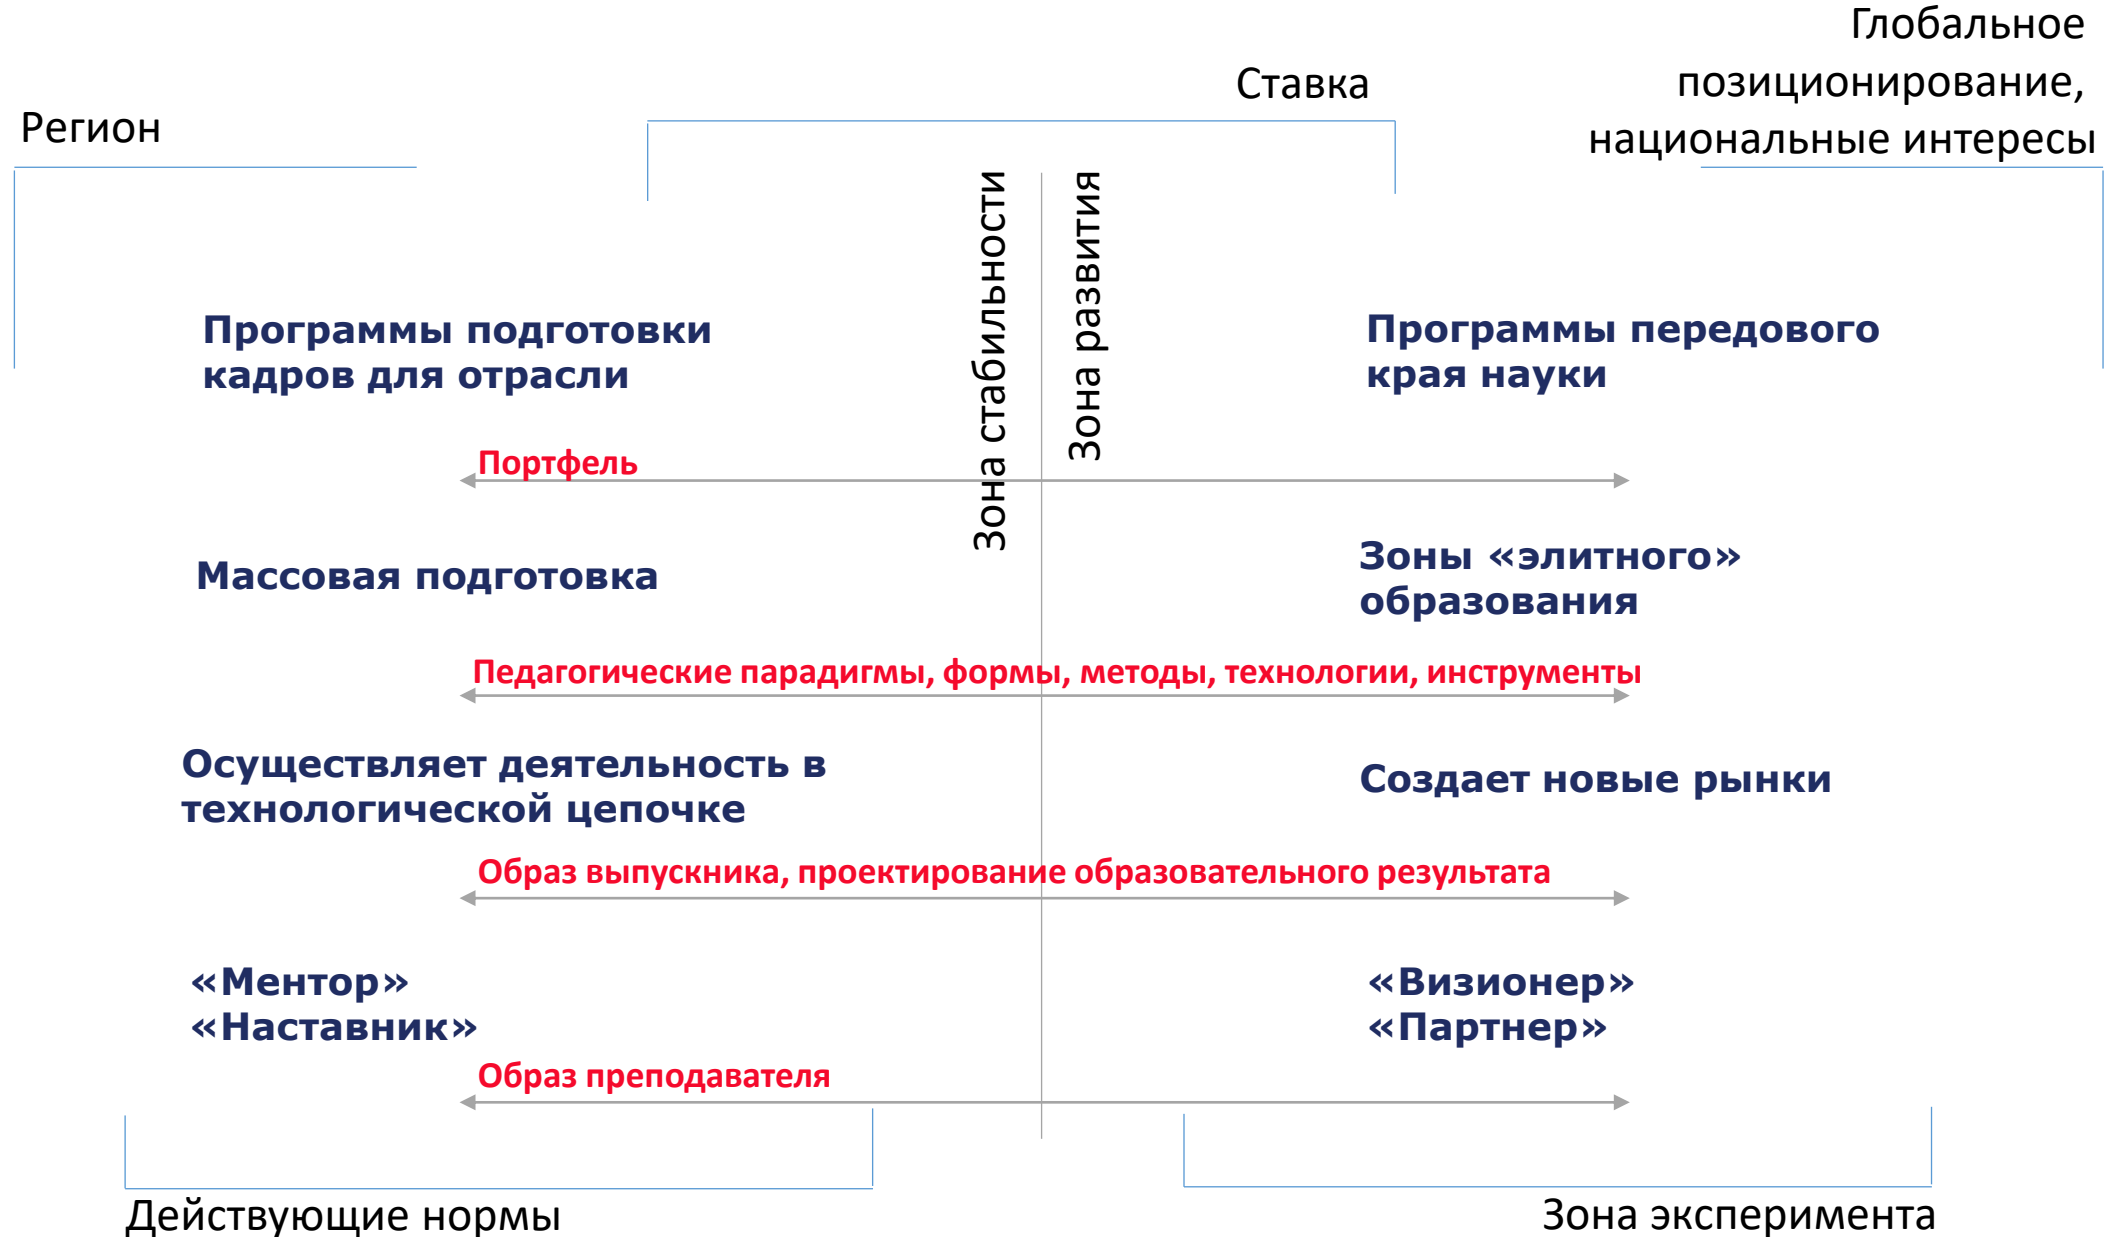 Глобальное
позиционирование,
национальные интересы
Ставка
Регион
Зона стабильности
Зона развития
Программы подготовки
кадров для отрасли
Программы передового
края науки
Портфель
Массовая подготовка
Зоны «элитного»
образования
Педагогические парадигмы, формы, методы, технологии, инструменты
Осуществляет деятельность в
технологической цепочке
Создает новые рынки
Образ выпускника, проектирование образовательного результата
«Ментор»
«Наставник»
«Визионер»
«Партнер»
Образ преподавателя
Действующие нормы
Зона эксперимента